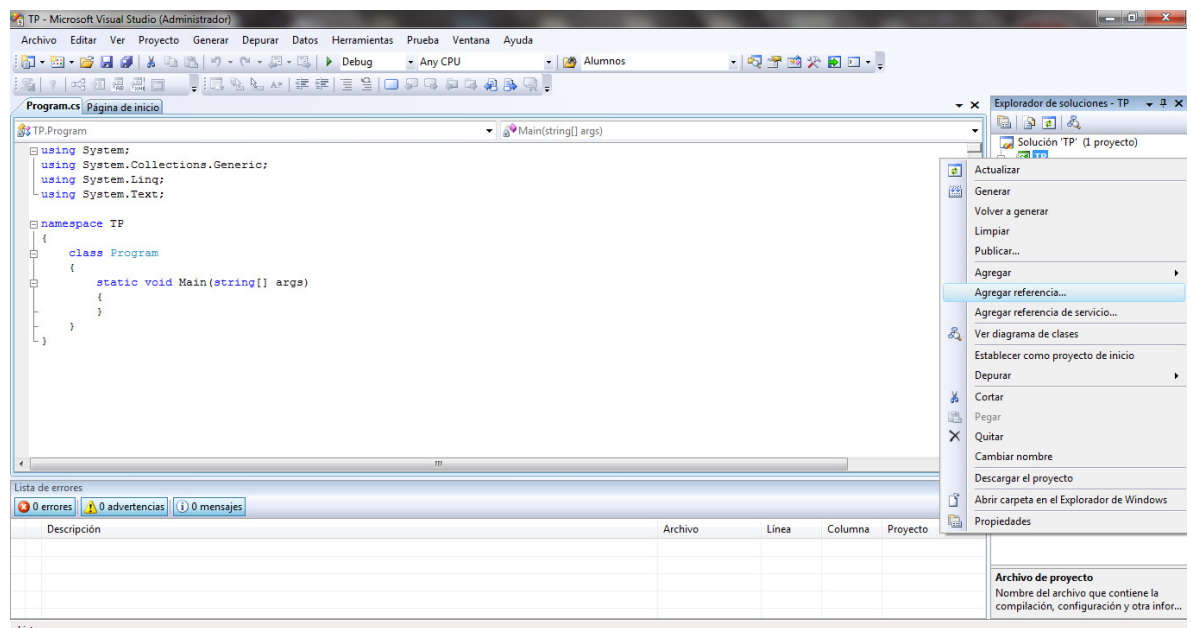 TP - Microsoft Visual Studio (Administrador)
Archivo Editar Ver Proyecto Generar Depurar Datos Herramientas Prueba Ventana Ayuda
Debug Any CPU Alumnos
Program.cs Página de inicio
TP.Program Main(string[] args)
using System;
using System.Collections.Generic;
using System.Linq;
using System.Text;
namespace TP
{
class Program
{
static void Main(string[] args)
{
}
}
}
Explorador de soluciones - TP
Solución 'TP' (1 proyecto)
TP
Actualizar
Generar
Volver a generar
Limpiar
Publicar...
Agregar
Agregar referencia...
Agregar referencia de servicio...
Ver diagrama de clases
Establecer como proyecto de inicio
Depurar
Cortar
Pegar
Quitar
Cambiar nombre
Descargar el proyecto
Abrir carpeta en el Explorador de Windows
Propiedades
Lista de errores
0 errores 0 advertencias 0 mensajes
Descripción Archivo Línea Columna Proyecto
Archivo de proyecto
Nombre del archivo que contiene la
compilación, configuración y otra infor...